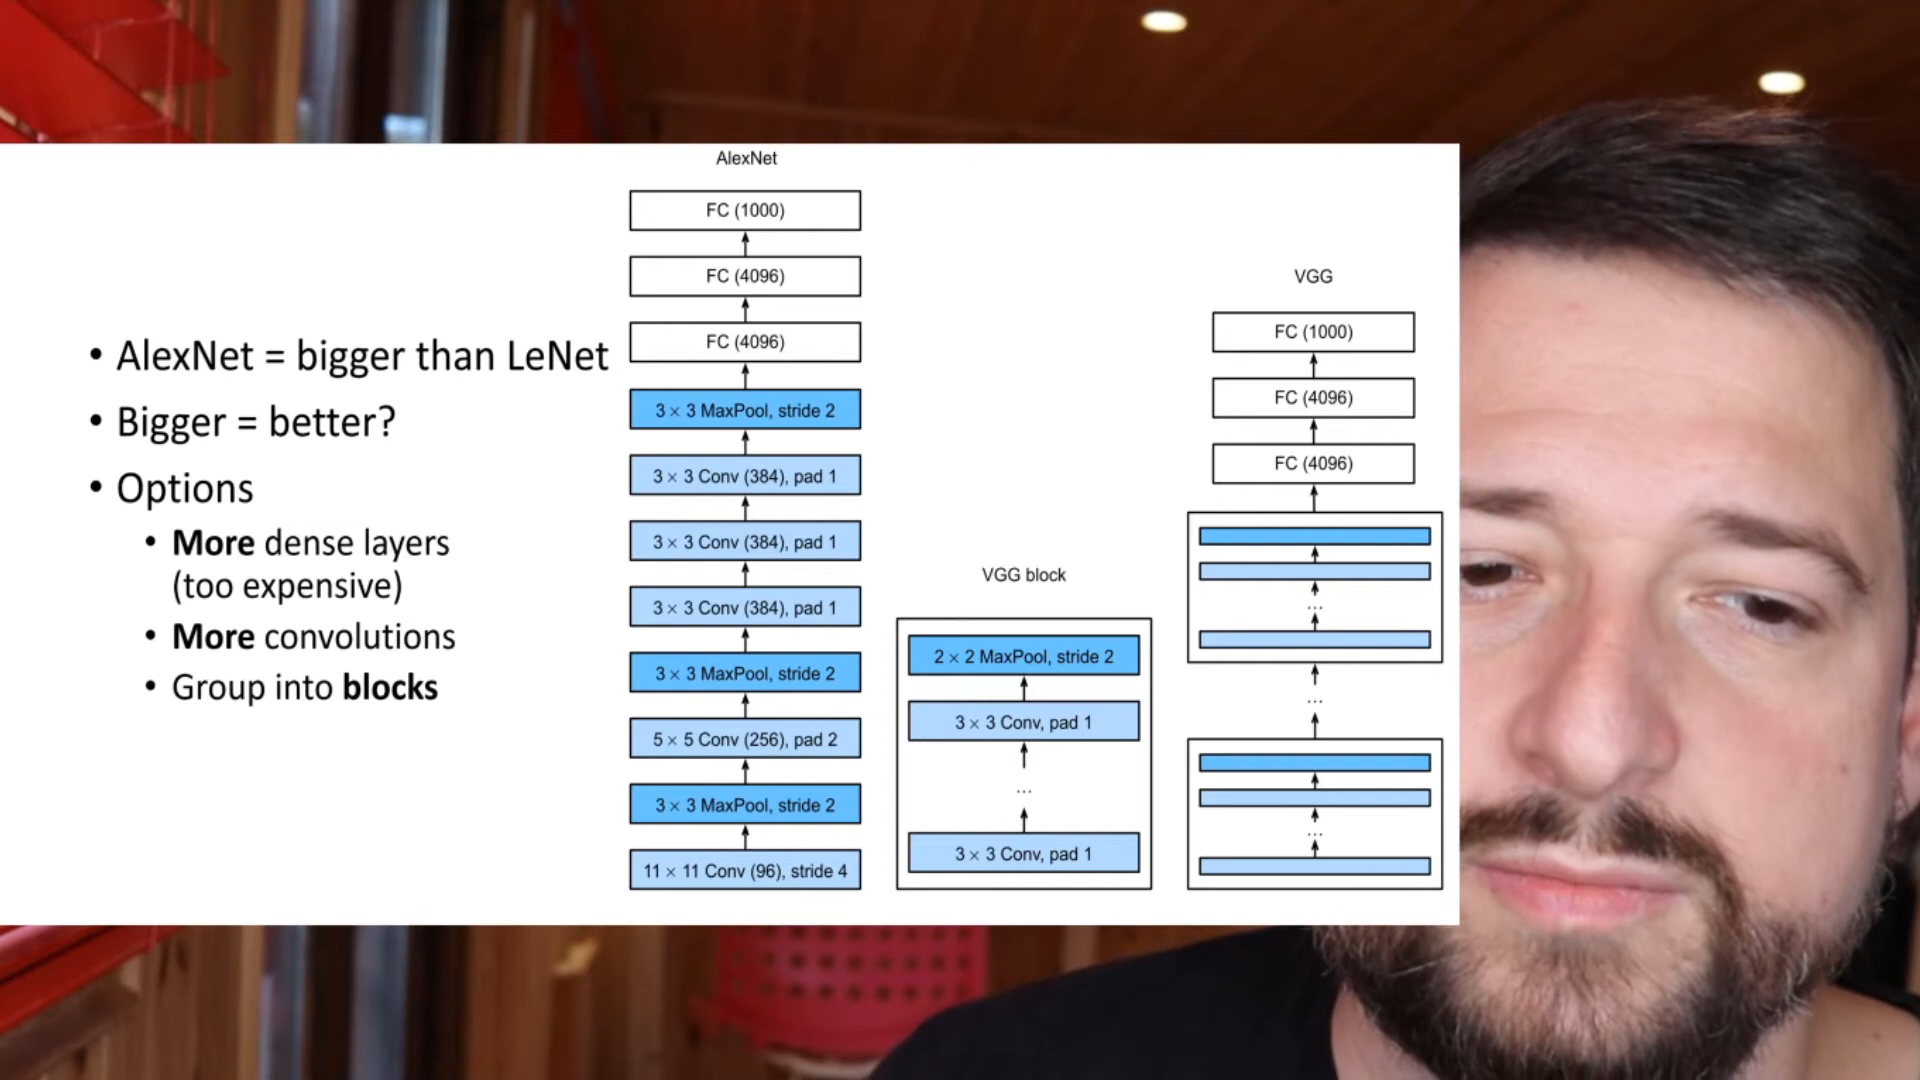 • AlexNet = bigger than LeNet
• Bigger = better?
• Options
• More dense layers
(too expensive)
• More convolutions
• Group into blocks
AlexNet
FC (1000)
FC (4096)
FC (4096)
3 × 3 MaxPool, stride 2
3 × 3 Conv (384), pad 1
3 × 3 Conv (384), pad 1
3 × 3 Conv (384), pad 1
3 × 3 MaxPool, stride 2
5 × 5 Conv (256), pad 2
3 × 3 MaxPool, stride 2
11 × 11 Conv (96), stride 4
VGG block
2 × 2 MaxPool, stride 2
3 × 3 Conv, pad 1
...
3 × 3 Conv, pad 1
VGG
FC (1000)
FC (4096)
FC (4096)
...
...
...